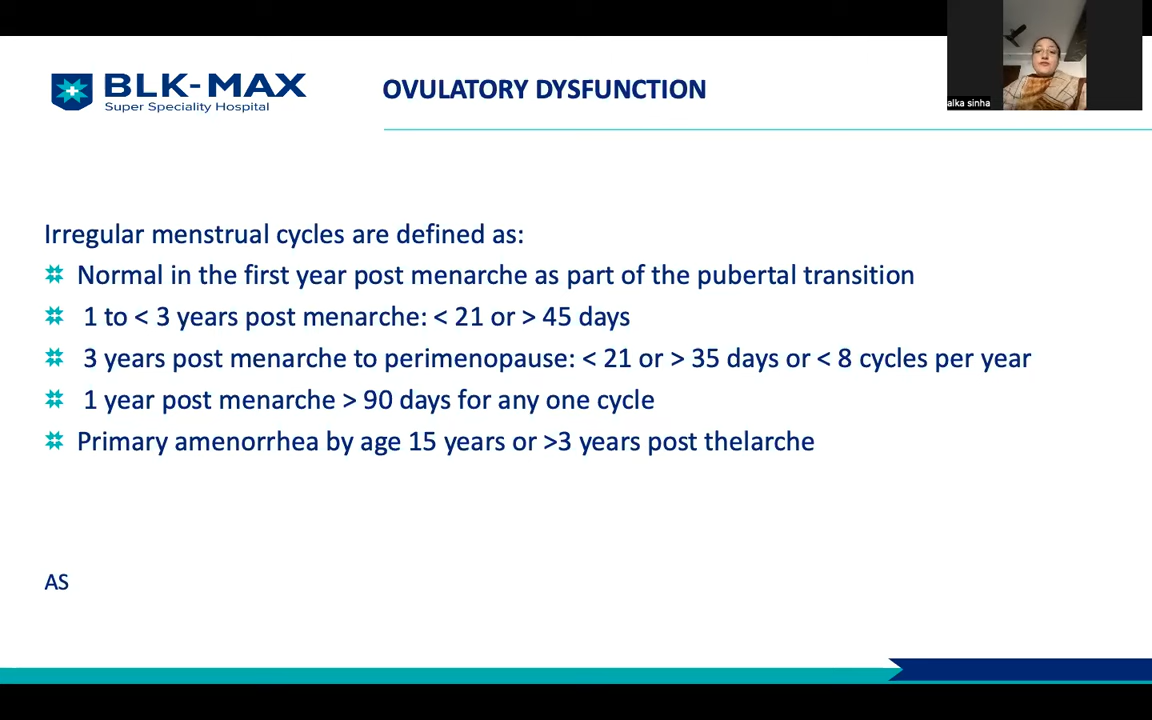 BLK-MAX
Super Speciality Hospital
OVULATORY DYSFUNCTION
alka sinha
Irregular menstrual cycles are defined as:
Normal in the first year post menarche as part of the pubertal transition
1 to < 3 years post menarche: < 21 or > 45 days
3 years post menarche to perimenopause: < 21 or > 35 days or < 8 cycles per year
1 year post menarche > 90 days for any one cycle
Primary amenorrhea by age 15 years or >3 years post thelarche
AS